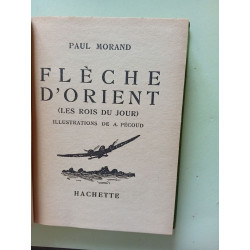 PAUL MORAND
FLÈCHE
D'ORIENT
(LES ROIS DU JOUR)
ILLUSTRATIONS DE A. PÉCOUD
HACHETTE